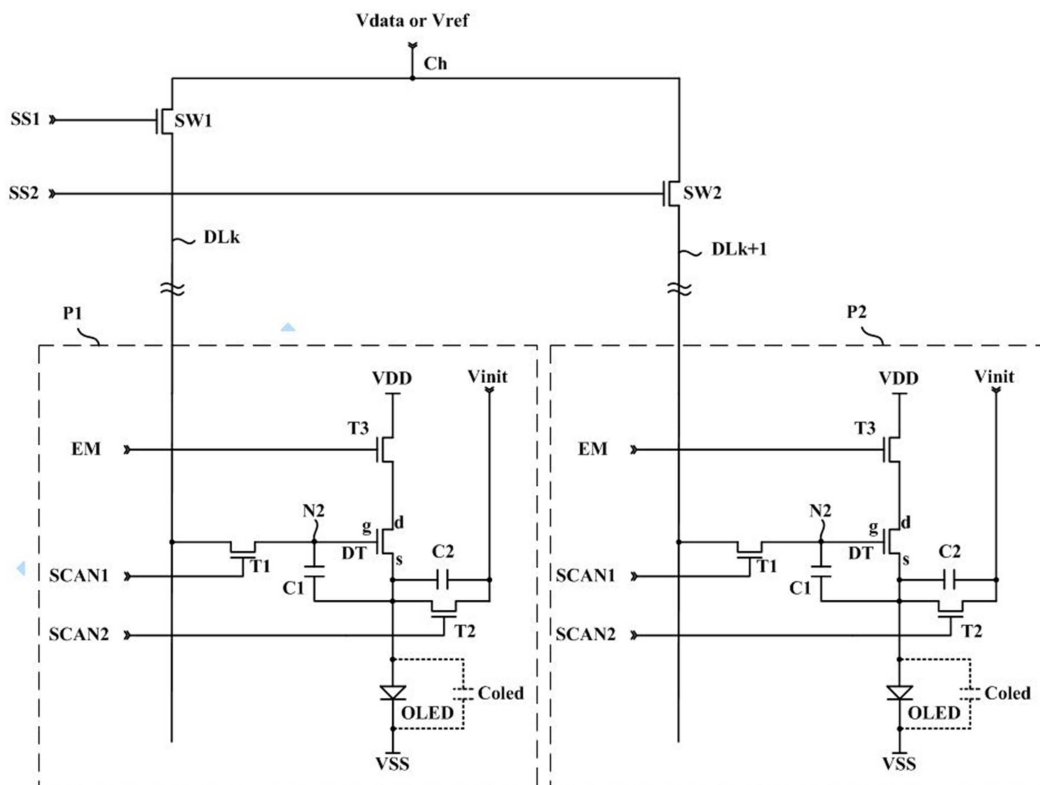 Vdata or Vref
Ch
SS1
SW1
SS2
SW2
DLk
DLk+1
P1
P2
VDD
Vinit
VDD
Vinit
T3
T3
EM
EM
N2
g
d
N2
g
d
DT
s
C2
DT
s
C2
SCAN1
T1
C1
SCAN1
T1
C1
SCAN2
T2
SCAN2
T2
Coled
Coled
OLED
OLED
VSS
VSS